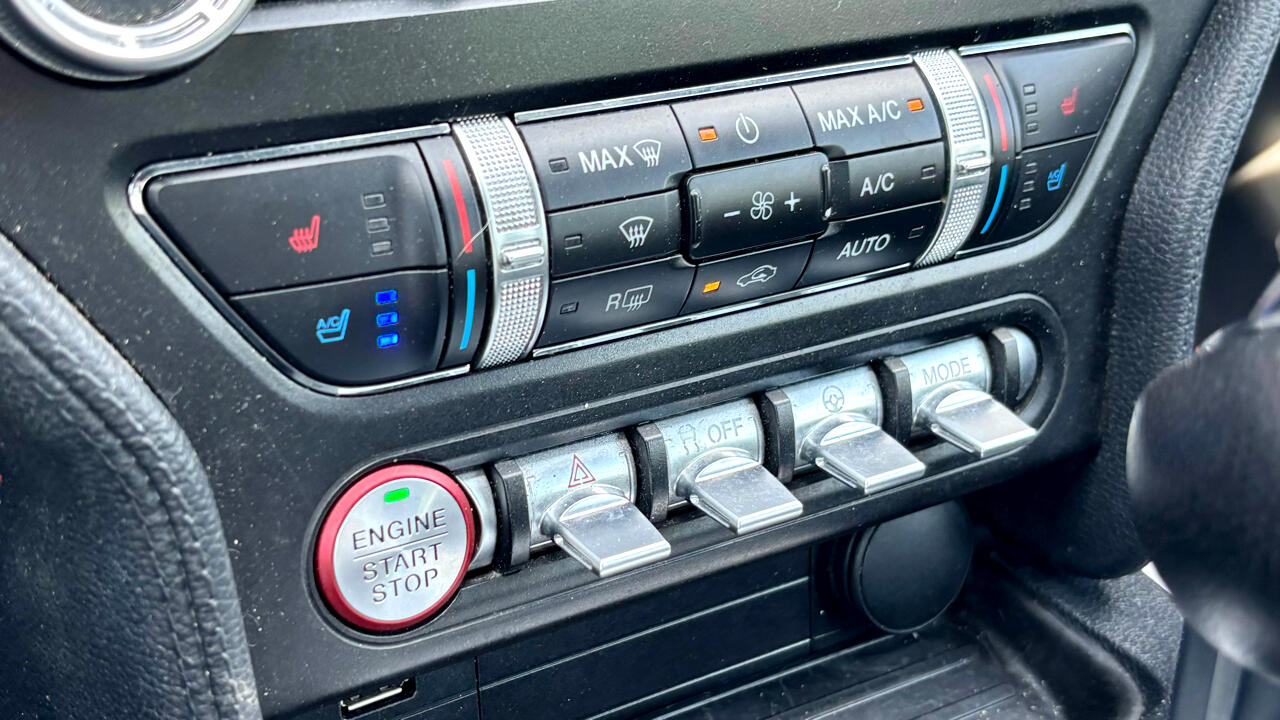 MAX
MAX A/C
- +
A/C
R
AUTO
A/C
A/C
MODE
OFF
ENGINE
START
STOP